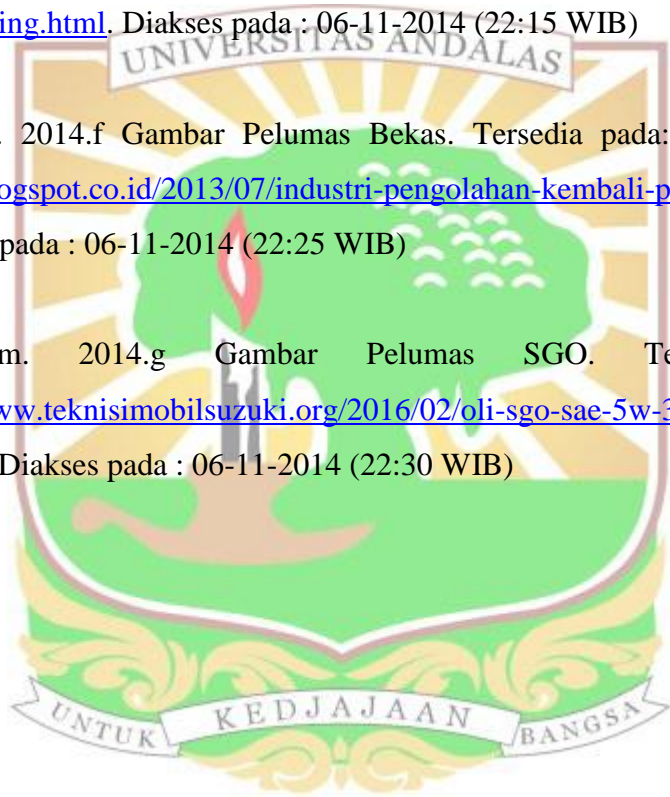 ing.html. Diakses pada : 06-11-2014 (22:15 WIB)
UNIVERSITAS ANDALAS
. 2014.f Gambar Pelumas Bekas. Tersedia pada:
ogspot.co.id/2013/07/industri-pengolahan-kembali-p
pada : 06-11-2014 (22:25 WIB)
m. 2014.g Gambar Pelumas SGO. Te
ww.teknisimobilsuzuki.org/2016/02/oli-sgo-sae-5w-3
Diakses pada : 06-11-2014 (22:30 WIB)
UNTUK KEDJAJAAN BANGSA